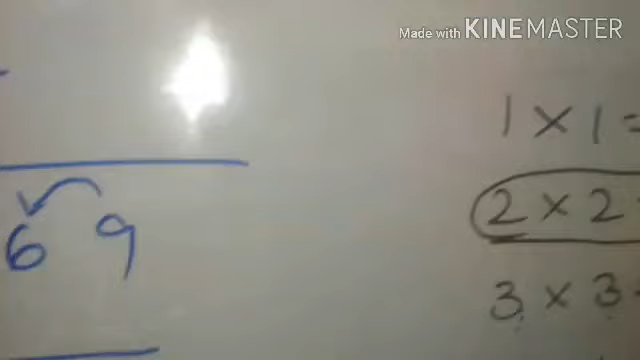 Made with KINEMASTER
1 × 1 =
2 × 2
6 9
3 × 3